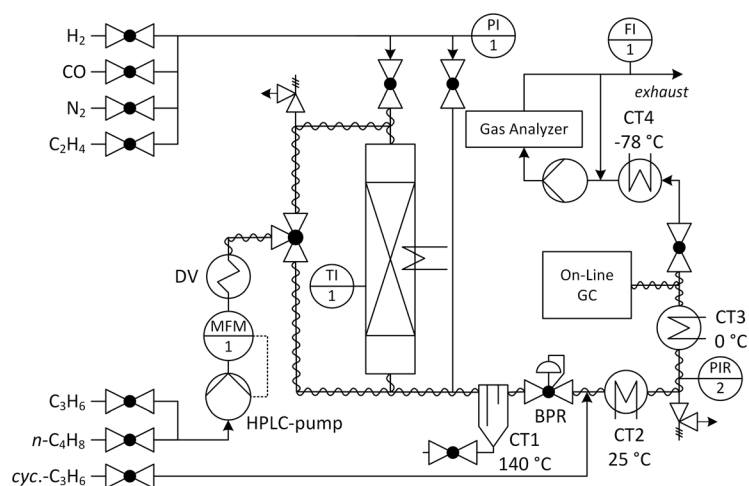 H₂
CO
N₂
C₂H₄
PI
1
FI
1
exhaust
Gas Analyzer
CT4
-78 °C
DV
TI
1
On-Line
GC
CT3
0 °C
MFM
1
PIR
2
C₃H₆
n-C₄H₈
cyc.-C₃H₆
HPLC-pump
CT1
140 °C
BPR
CT2
25 °C